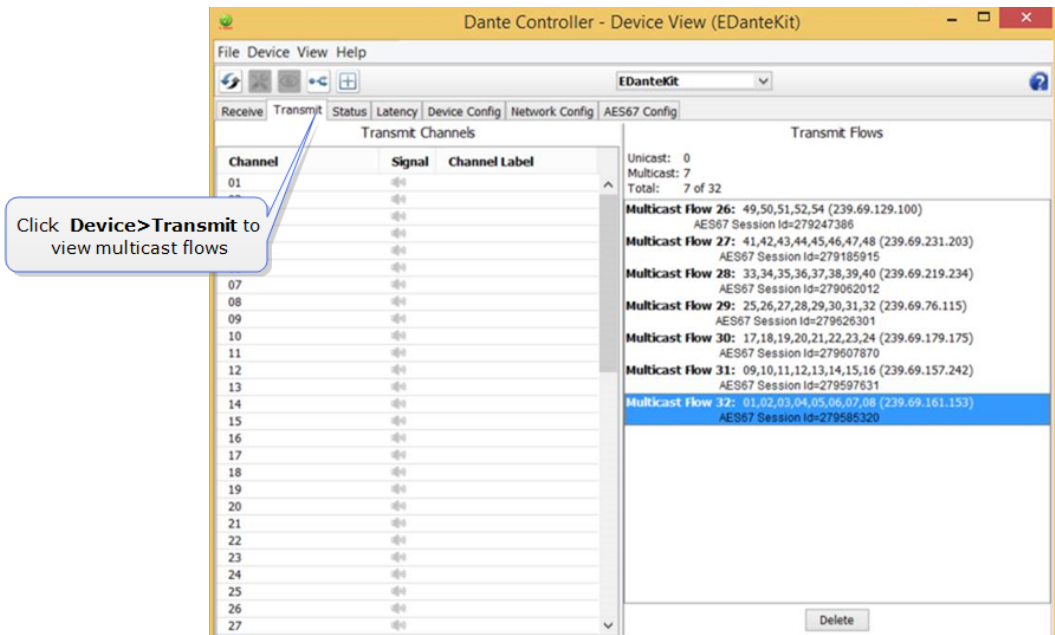 Dante Controller - Device View (EDanteKit)
File Device View Help
EDanteKit
Receive Transmit Status Latency Device Config Network Config AES67 Config
Transmit Channels
Channel Signal Channel Label
01
07
08
09
10
11
12
13
14
15
16
17
18
19
20
21
22
23
24
25
26
27
Click Device>Transmit to
view multicast flows
Transmit Flows
Unicast: 0
Multicast: 7
Total: 7 of 32
Multicast Flow 26: 49,50,51,52,54 (239.69.129.100)
AES67 Session Id=279247386
Multicast Flow 27: 41,42,43,44,45,46,47,48 (239.69.231.203)
AES67 Session Id=279185915
Multicast Flow 28: 33,34,35,36,37,38,39,40 (239.69.219.234)
AES67 Session Id=279062012
Multicast Flow 29: 25,26,27,28,29,30,31,32 (239.69.76.115)
AES67 Session Id=279626301
Multicast Flow 30: 17,18,19,20,21,22,23,24 (239.69.179.175)
AES67 Session Id=279607870
Multicast Flow 31: 09,10,11,12,13,14,15,16 (239.69.157.242)
AES67 Session Id=279597631
Multicast Flow 32: 01,02,03,04,05,06,07,08 (239.69.161.153)
AES67 Session Id=279585320
Delete